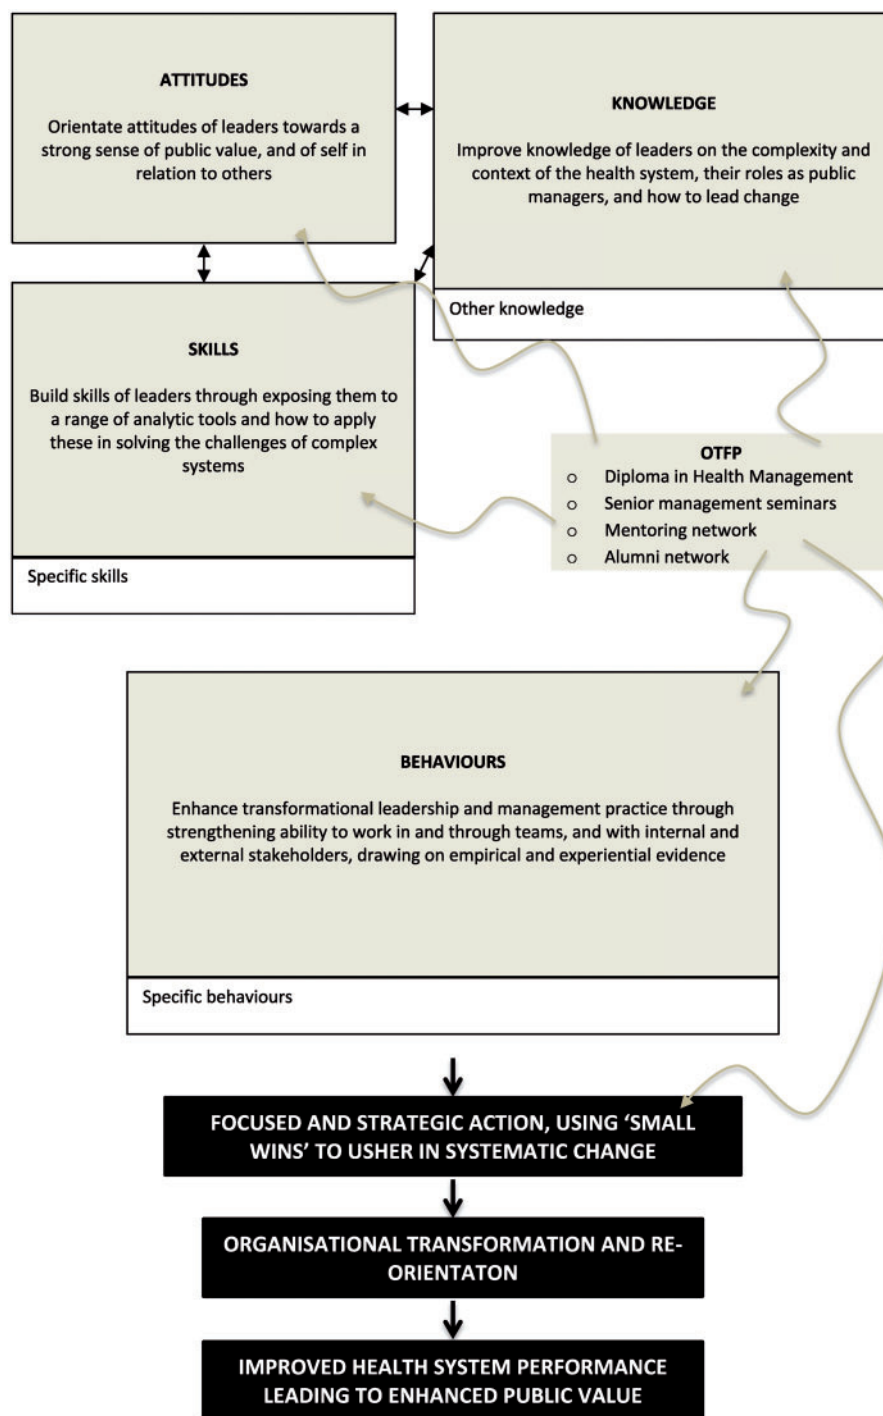 ATTITUDES
Orientate attitudes of leaders towards a
strong sense of public value, and of self in
relation to others
KNOWLEDGE
Improve knowledge of leaders on the complexity and
context of the health system, their roles as public
managers, and how to lead change
Other knowledge
SKILLS
Build skills of leaders through exposing them to
a range of analytic tools and how to apply
these in solving the challenges of complex
systems
Specific skills
OTFP
o Diploma in Health Management
o Senior management seminars
o Mentoring network
o Alumni network
BEHAVIOURS
Enhance transformational leadership and management practice through
strengthening ability to work in and through teams, and with internal and
external stakeholders, drawing on empirical and experiential evidence
Specific behaviours
FOCUSED AND STRATEGIC ACTION, USING ‘SMALL
WINS’ TO USHER IN SYSTEMATIC CHANGE
ORGANISATIONAL TRANSFORMATION AND RE-
ORIENTATON
IMPROVED HEALTH SYSTEM PERFORMANCE
LEADING TO ENHANCED PUBLIC VALUE